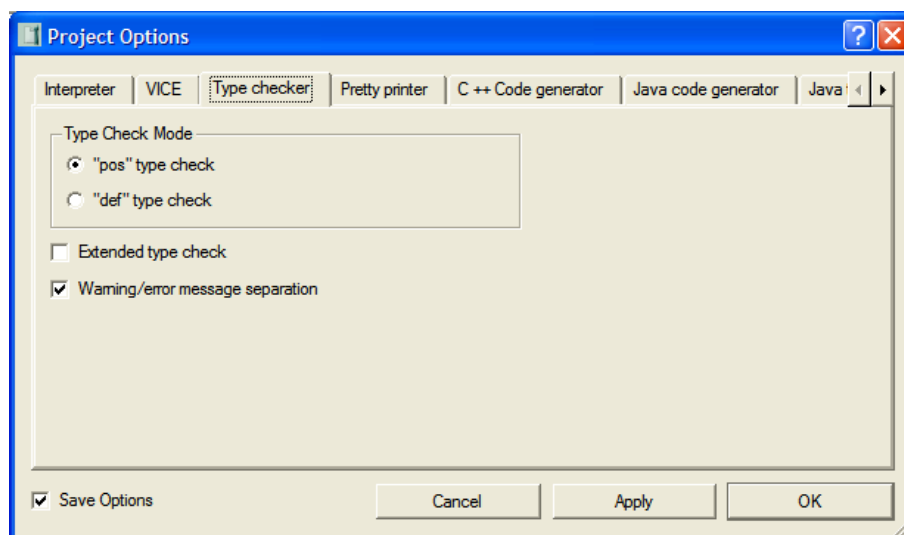 Project Options
Interpreter VICE Type checker Pretty printer C ++ Code generator Java code generator Java
Type Check Mode
"pos" type check
"def" type check
Extended type check
Warning/error message separation
Save Options Cancel Apply OK